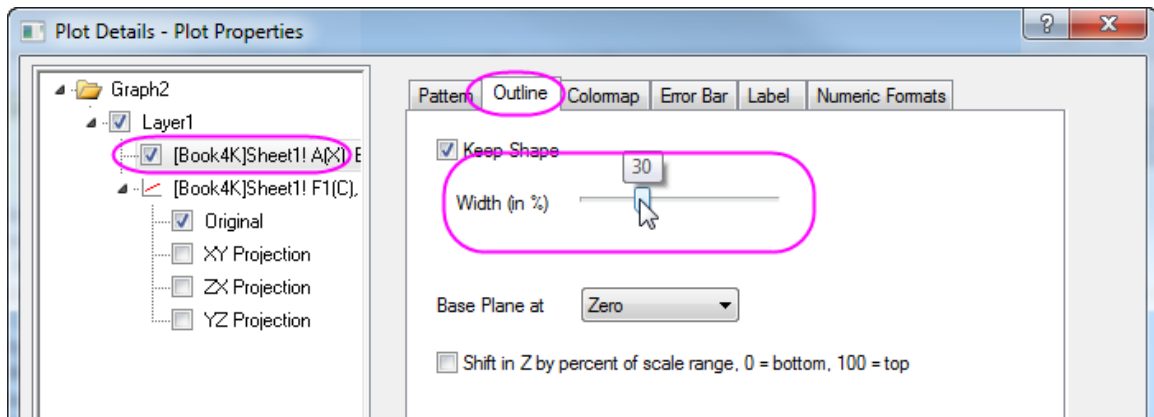 Plot Details - Plot Properties
? X
Graph2
Layer1
[Book4K]Sheet1! A(X), E
[Book4K]Sheet1! F1(C),
Original
XY Projection
ZX Projection
YZ Projection
Pattern Outline Colormap Error Bar Label Numeric Formats
Keep Shape
30
Width (in %)
Base Plane at Zero
Shift in Z by percent of scale range, 0 = bottom, 100 = top